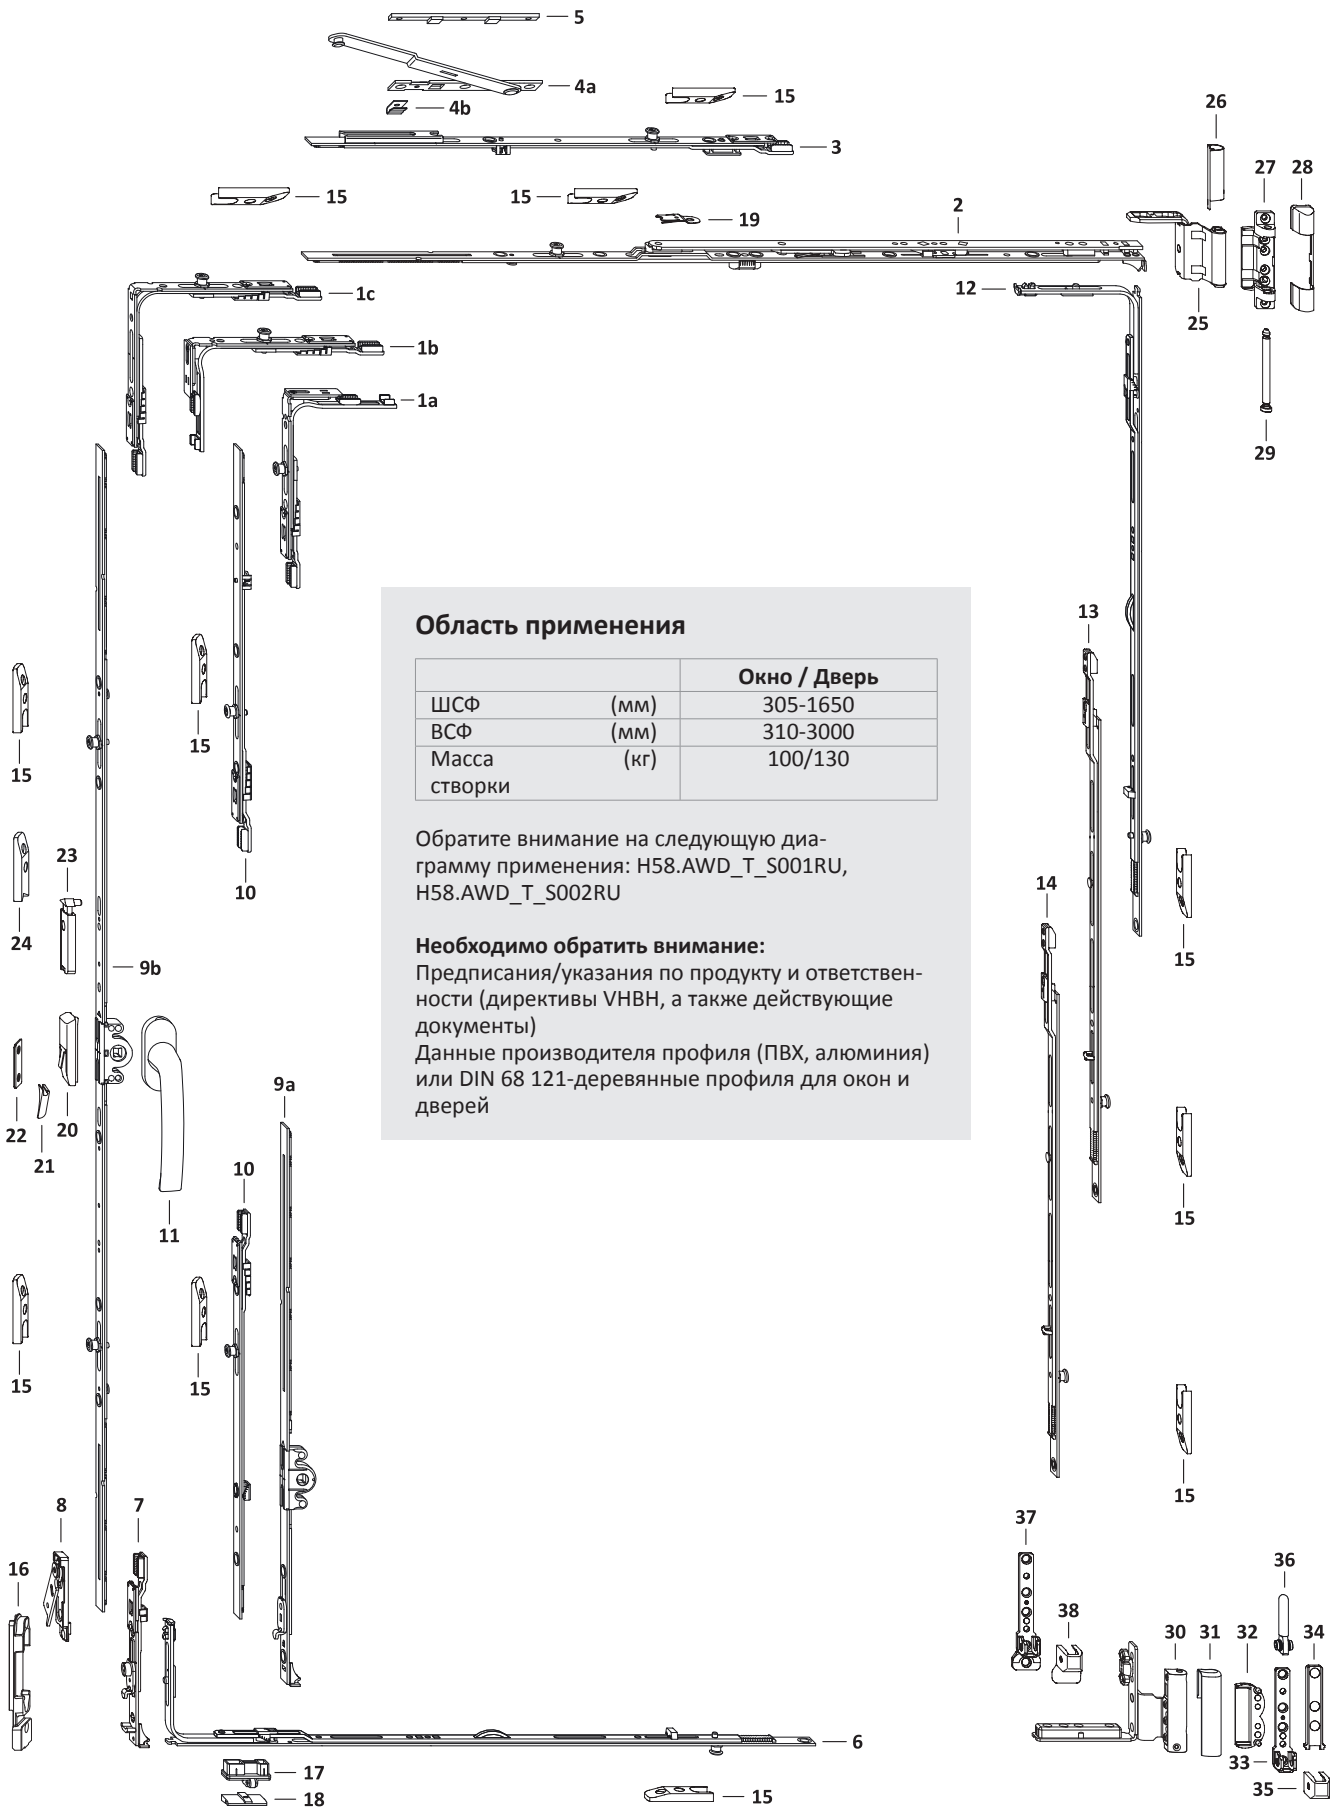 5
4a
4b
15
3
26
15
15
27
28
19
2
1c
12
25
1b
1a
29
Область применения
Окно / Дверь
ШСФ (мм) 305-1650
ВСФ (мм) 310-3000
Масса (кг) 100/130
створки
Обратите внимание на следующую диа-
грамму применения: H58.AWD_T_S001RU,
H58.AWD_T_S002RU
Необходимо обратить внимание:
Предписания/указания по продукту и ответствен-
ности (директивы VHBH, а также действующие
документы)
Данные производителя профиля (ПВХ, алюминия)
или DIN 68 121-деревянные профиля для окон и
дверей
13
15
15
23
10
14
24
9b
15
9a
22
20
21
10
11
15
15
15
15
8
7
37
16
36
38
30
31
32
34
6
33
17
35
18
15